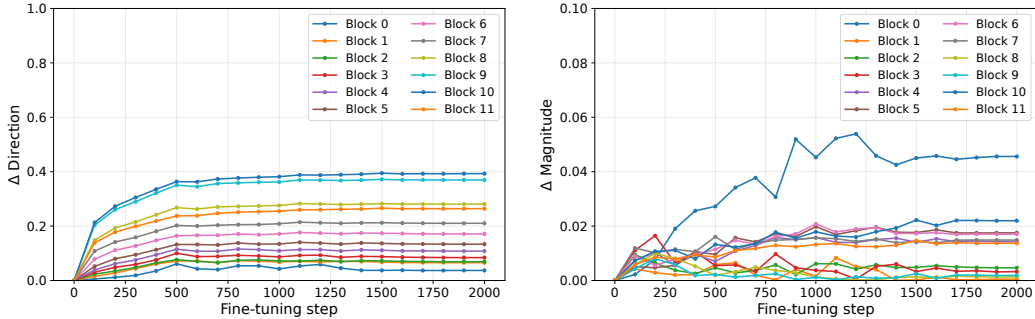 1.0
0.8
0.6
0.4
0.2
0.0
Δ Direction
0 250 500 750 1000 1250 1500 1750 2000
Fine-tuning step
Block 0 Block 6
Block 1 Block 7
Block 2 Block 8
Block 3 Block 9
Block 4 Block 10
Block 5 Block 11
0.10
0.08
0.06
0.04
0.02
0.00
Δ Magnitude
0 250 500 750 1000 1250 1500 1750 2000
Fine-tuning step
Block 0 Block 6
Block 1 Block 7
Block 2 Block 8
Block 3 Block 9
Block 4 Block 10
Block 5 Block 11